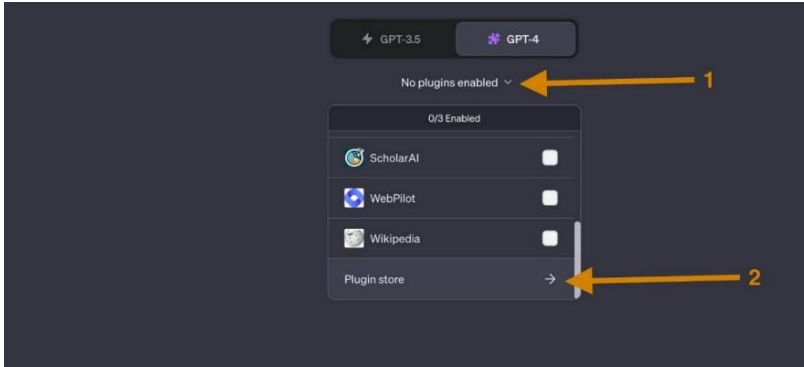 GPT-3.5 GPT-4
No plugins enabled 1
0/3 Enabled
ScholarAI
WebPilot
Wikipedia
Plugin store 2